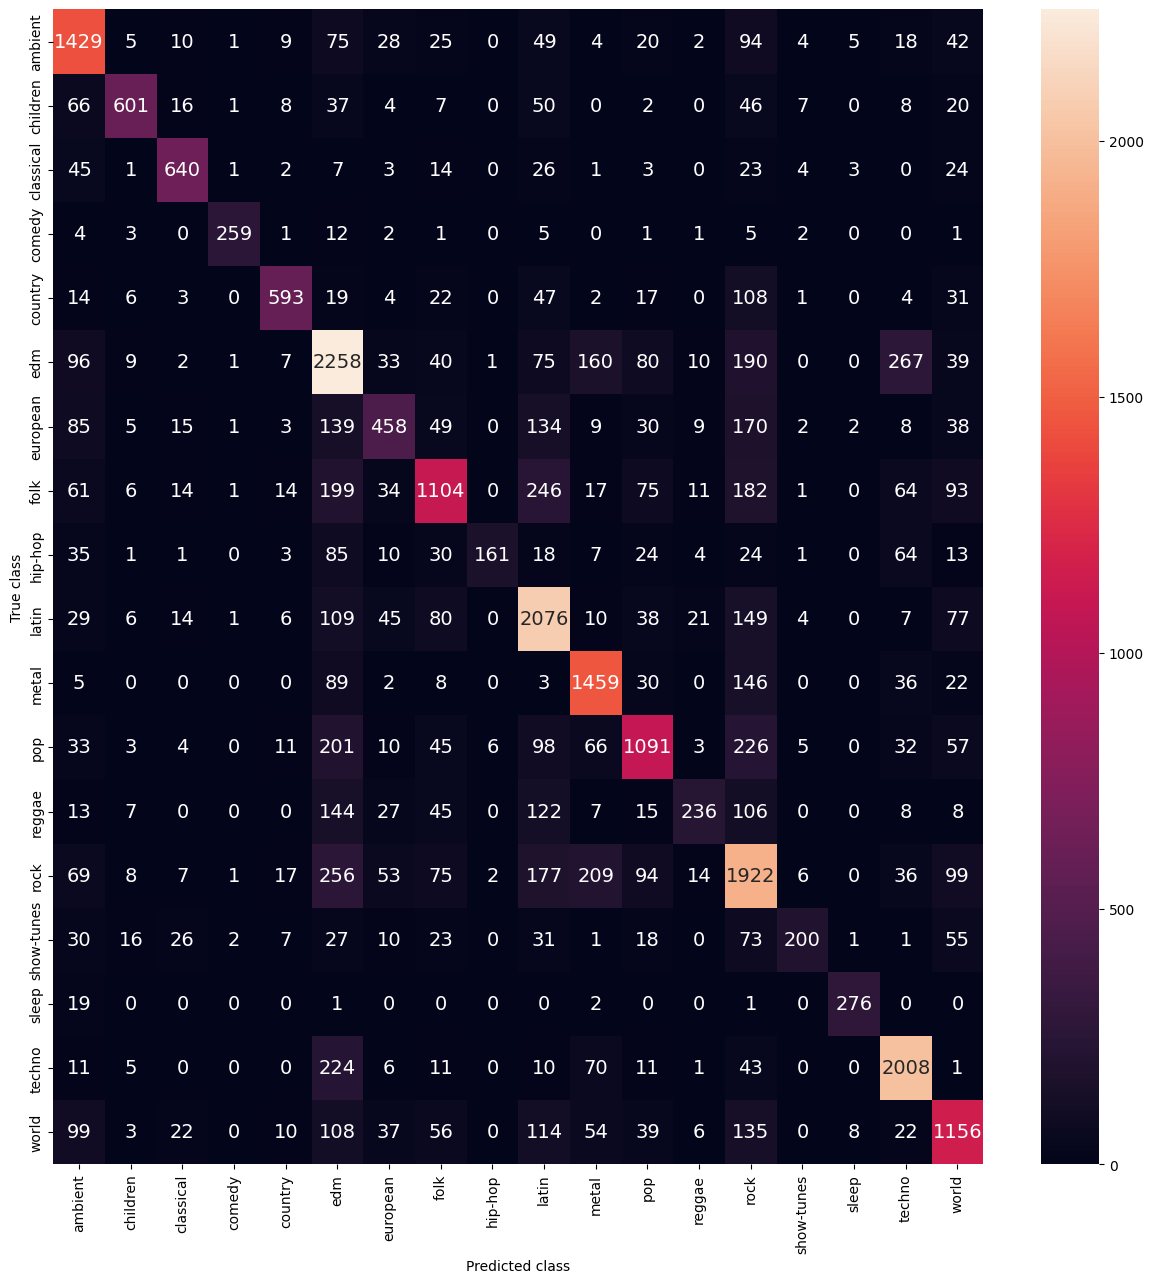 ambient 1429 5 10 1 9 75 28 25 0 49 4 20 2 94 4 5 18 42
children 66 601 16 1 8 37 4 7 0 50 0 2 0 46 7 0 8 20
classical 45 1 640 1 2 7 3 14 0 26 1 3 0 23 4 3 0 24
comedy 4 3 0 259 1 12 2 1 0 5 0 1 1 5 2 0 0 1
country 14 6 3 0 593 19 4 22 0 47 2 17 0 108 1 0 4 31
edm 96 9 2 1 7 2258 33 40 1 75 160 80 10 190 0 0 267 39
european 85 5 15 1 3 139 458 49 0 134 9 30 9 170 2 2 8 38
folk 61 6 14 1 14 199 34 1104 0 246 17 75 11 182 1 0 64 93
hip-hop 35 1 1 0 3 85 10 30 161 18 7 24 4 24 1 0 64 13
latin 29 6 14 1 6 109 45 80 0 2076 10 38 21 149 4 0 7 77
metal 5 0 0 0 0 89 2 8 0 3 1459 30 0 146 0 0 36 22
pop 33 3 4 0 11 201 10 45 6 98 66 1091 3 226 5 0 32 57
reggae 13 7 0 0 0 144 27 45 0 122 7 15 236 106 0 0 8 8
rock 69 8 7 1 17 256 53 75 2 177 209 94 14 1922 6 0 36 99
show-tunes 30 16 26 2 7 27 10 23 0 31 1 18 0 73 200 1 1 55
sleep 19 0 0 0 0 1 0 0 0 0 2 0 0 1 0 276 0 0
techno 11 5 0 0 0 224 6 11 0 10 70 11 1 43 0 0 2008 1
world 99 3 22 0 10 108 37 56 0 114 54 39 6 135 0 8 22 1156
ambient children classical comedy country edm european folk hip-hop latin metal pop reggae rock show-tunes sleep techno world
Predicted class
True class
2000
1500
1000
500
0